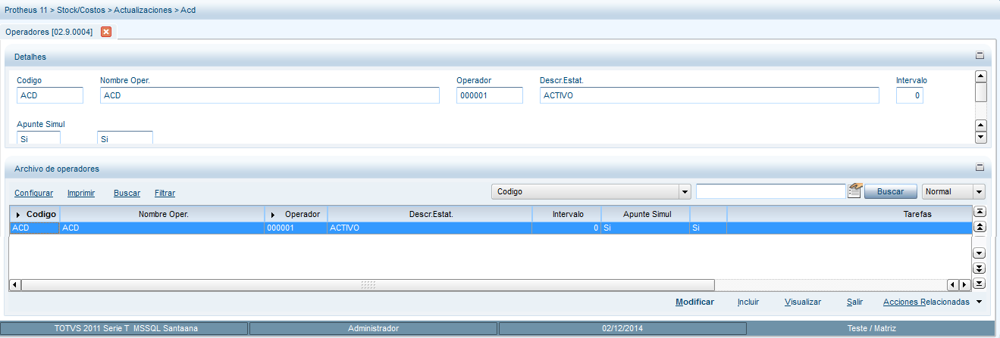 Protheus 11 > Stock/Costos > Actualizaciones > Acd
Operadores [02.9.0004]
Detalhes
Codigo Nombre Oper. Operador Descr.Estat. Intervalo
ACD ACD 000001 ACTIVO 0
Apunte Simul
Si Si
Archivo de operadores
Configurar Imprimir Buscar Filtrar Codigo Buscar Normal
Codigo Nombre Oper. Operador Descr.Estat. Intervalo Apunte Simul Tarefas
ACD ACD 000001 ACTIVO 0 Si Si
Modificar Incluir Visualizar Salir Acciones Relacionadas
TOTVS 2011 Serie T MSSQL Santaana Administrador 02/12/2014 Teste / Matriz